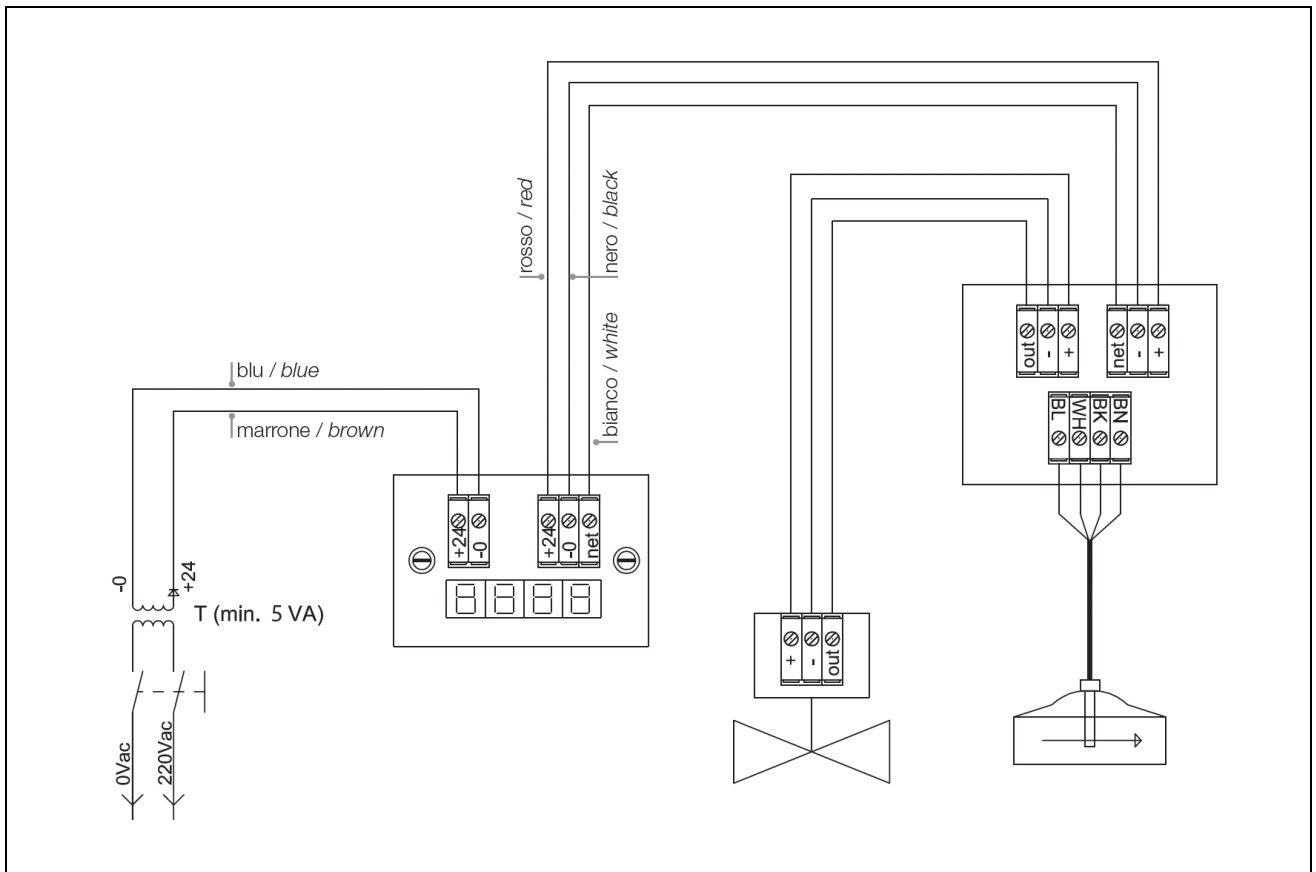 rosso / red
nero / black
bianco / white
blu / blue
marrone / brown
out
-
+
net
-
+
BL
WH
BK
BN
+24
-0
+24
-0
net
-0
+24
T (min. 5 VA)
+
-
out
0Vac
220Vac